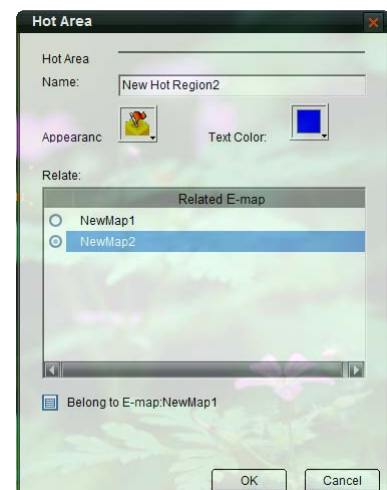 Hot Area
Hot Area
Name: New Hot Region2
Appearanc Text Color:
Relate:
Related E-map
NewMap1
NewMap2
Belong to E-map:NewMap1
OK Cancel